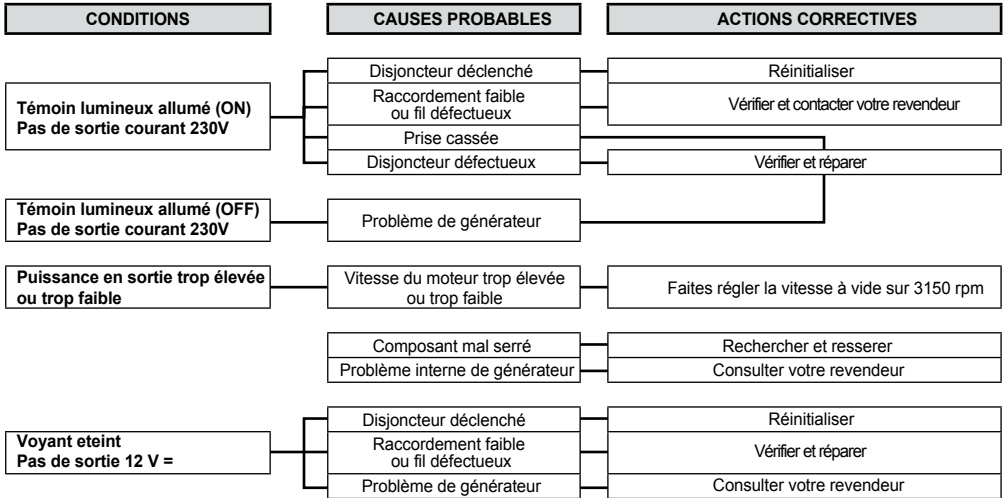 CONDITIONS
CAUSES PROBABLES
ACTIONS CORRECTIVES
Témoin lumineux allumé (ON)
Pas de sortie courant 230V
Disjoncteur déclenché
Réinitialiser
Raccordement faible
ou fil défectueux
Vérifier et contacter votre revendeur
Prise cassée
Disjoncteur défectueux
Vérifier et réparer
Témoin lumineux allumé (OFF)
Pas de sortie courant 230V
Problème de générateur
Puissance en sortie trop élevée
ou trop faible
Vitesse du moteur trop élevée
ou trop faible
Faites régler la vitesse à vide sur 3150 rpm
Composant mal serré
Rechercher et resserer
Problème interne de générateur
Consulter votre revendeur
Voyant eteint
Pas de sortie 12 V =
Disjoncteur déclenché
Réinitialiser
Raccordement faible
ou fil défectueux
Vérifier et réparer
Problème de générateur
Consulter votre revendeur